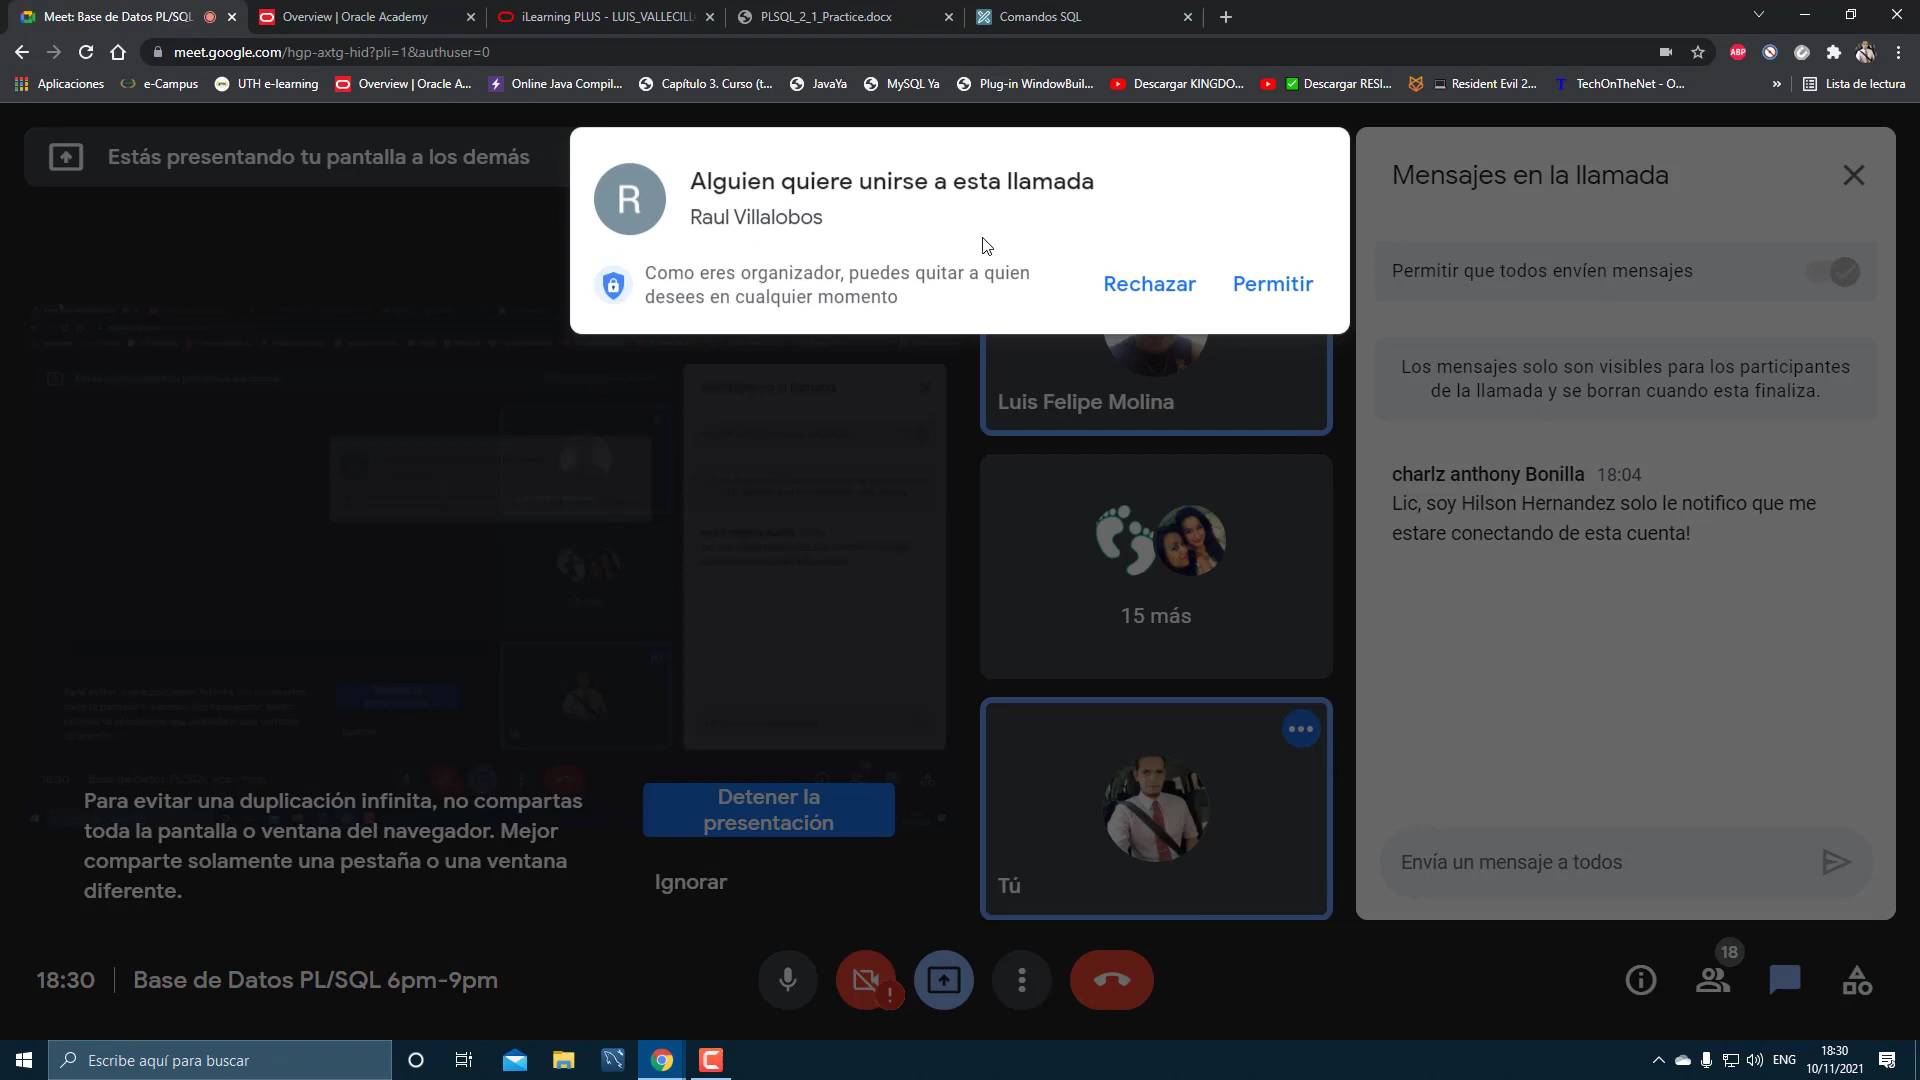 Meet: Base de Datos PL/SQL
Overview | Oracle Academy
iLearning PLUS - LUIS_VALLECILL
PLSQL_2_1_Practice.docx
Comandos SQL
meet.google.com/hgp-axtg-hid?pli=1&authuser=0
ABP
Aplicaciones
e-Campus
UTH e-learning
Overview | Oracle A...
Online Java Compil...
Capítulo 3. Curso (t...
JavaYa
MySQL Ya
Plug-in WindowBuil...
Descargar KINGDO...
Descargar RESI...
Resident Evil 2...
TechOnTheNet - O...
»
Lista de lectura
Estás presentando tu pantalla a los demás
R
Alguien quiere unirse a esta llamada
Raul Villalobos
Como eres organizador, puedes quitar a quien
desees en cualquier momento
Rechazar
Permitir
Luis Felipe Molina
15 más
Tú
Para evitar una duplicación infinita, no compartas
toda la pantalla o ventana del navegador. Mejor
comparte solamente una pestaña o una ventana
diferente.
Detener la
presentación
Ignorar
Mensajes en la llamada
Permitir que todos envíen mensajes
Los mensajes solo son visibles para los participantes
de la llamada y se borran cuando esta finaliza.
charlz anthony Bonilla 18:04
Lic, soy Hilson Hernandez solo le notifico que me
estare conectando de esta cuenta!
Envía un mensaje a todos
18:30
Base de Datos PL/SQL 6pm-9pm
18
Escribe aquí para buscar
ENG
18:30
10/11/2021